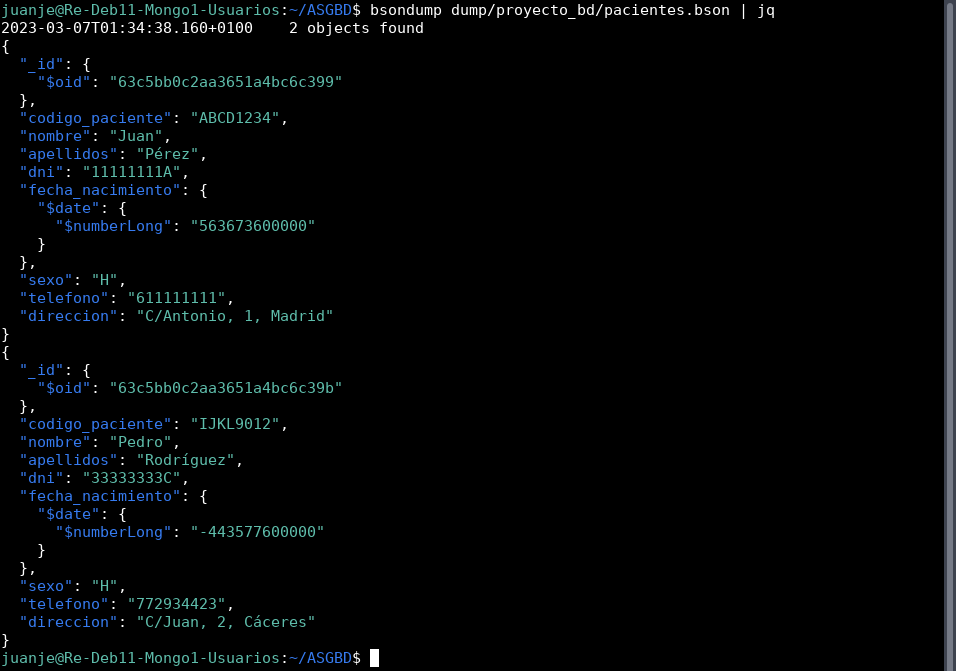 juanje@Re-Deb11-Mongo1-Usuarios:~/ASGBD$ bsondump dump/proyecto_bd/pacientes.bson | jq
2023-03-07T01:34:38.160+0100    2 objects found
{
  "_id": {
    "$oid": "63c5bb0c2aa3651a4bc6c399"
  },
  "codigo_paciente": "ABCD1234",
  "nombre": "Juan",
  "apellidos": "Pérez",
  "dni": "11111111A",
  "fecha_nacimiento": {
    "$date": {
      "$numberLong": "563673600000"
    }
  },
  "sexo": "H",
  "telefono": "611111111",
  "direccion": "C/Antonio, 1, Madrid"
}
{
  "_id": {
    "$oid": "63c5bb0c2aa3651a4bc6c39b"
  },
  "codigo_paciente": "IJKL9012",
  "nombre": "Pedro",
  "apellidos": "Rodríguez",
  "dni": "33333333C",
  "fecha_nacimiento": {
    "$date": {
      "$numberLong": "-443577600000"
    }
  },
  "sexo": "H",
  "telefono": "772934423",
  "direccion": "C/Juan, 2, Cáceres"
}
juanje@Re-Deb11-Mongo1-Usuarios:~/ASGBD$